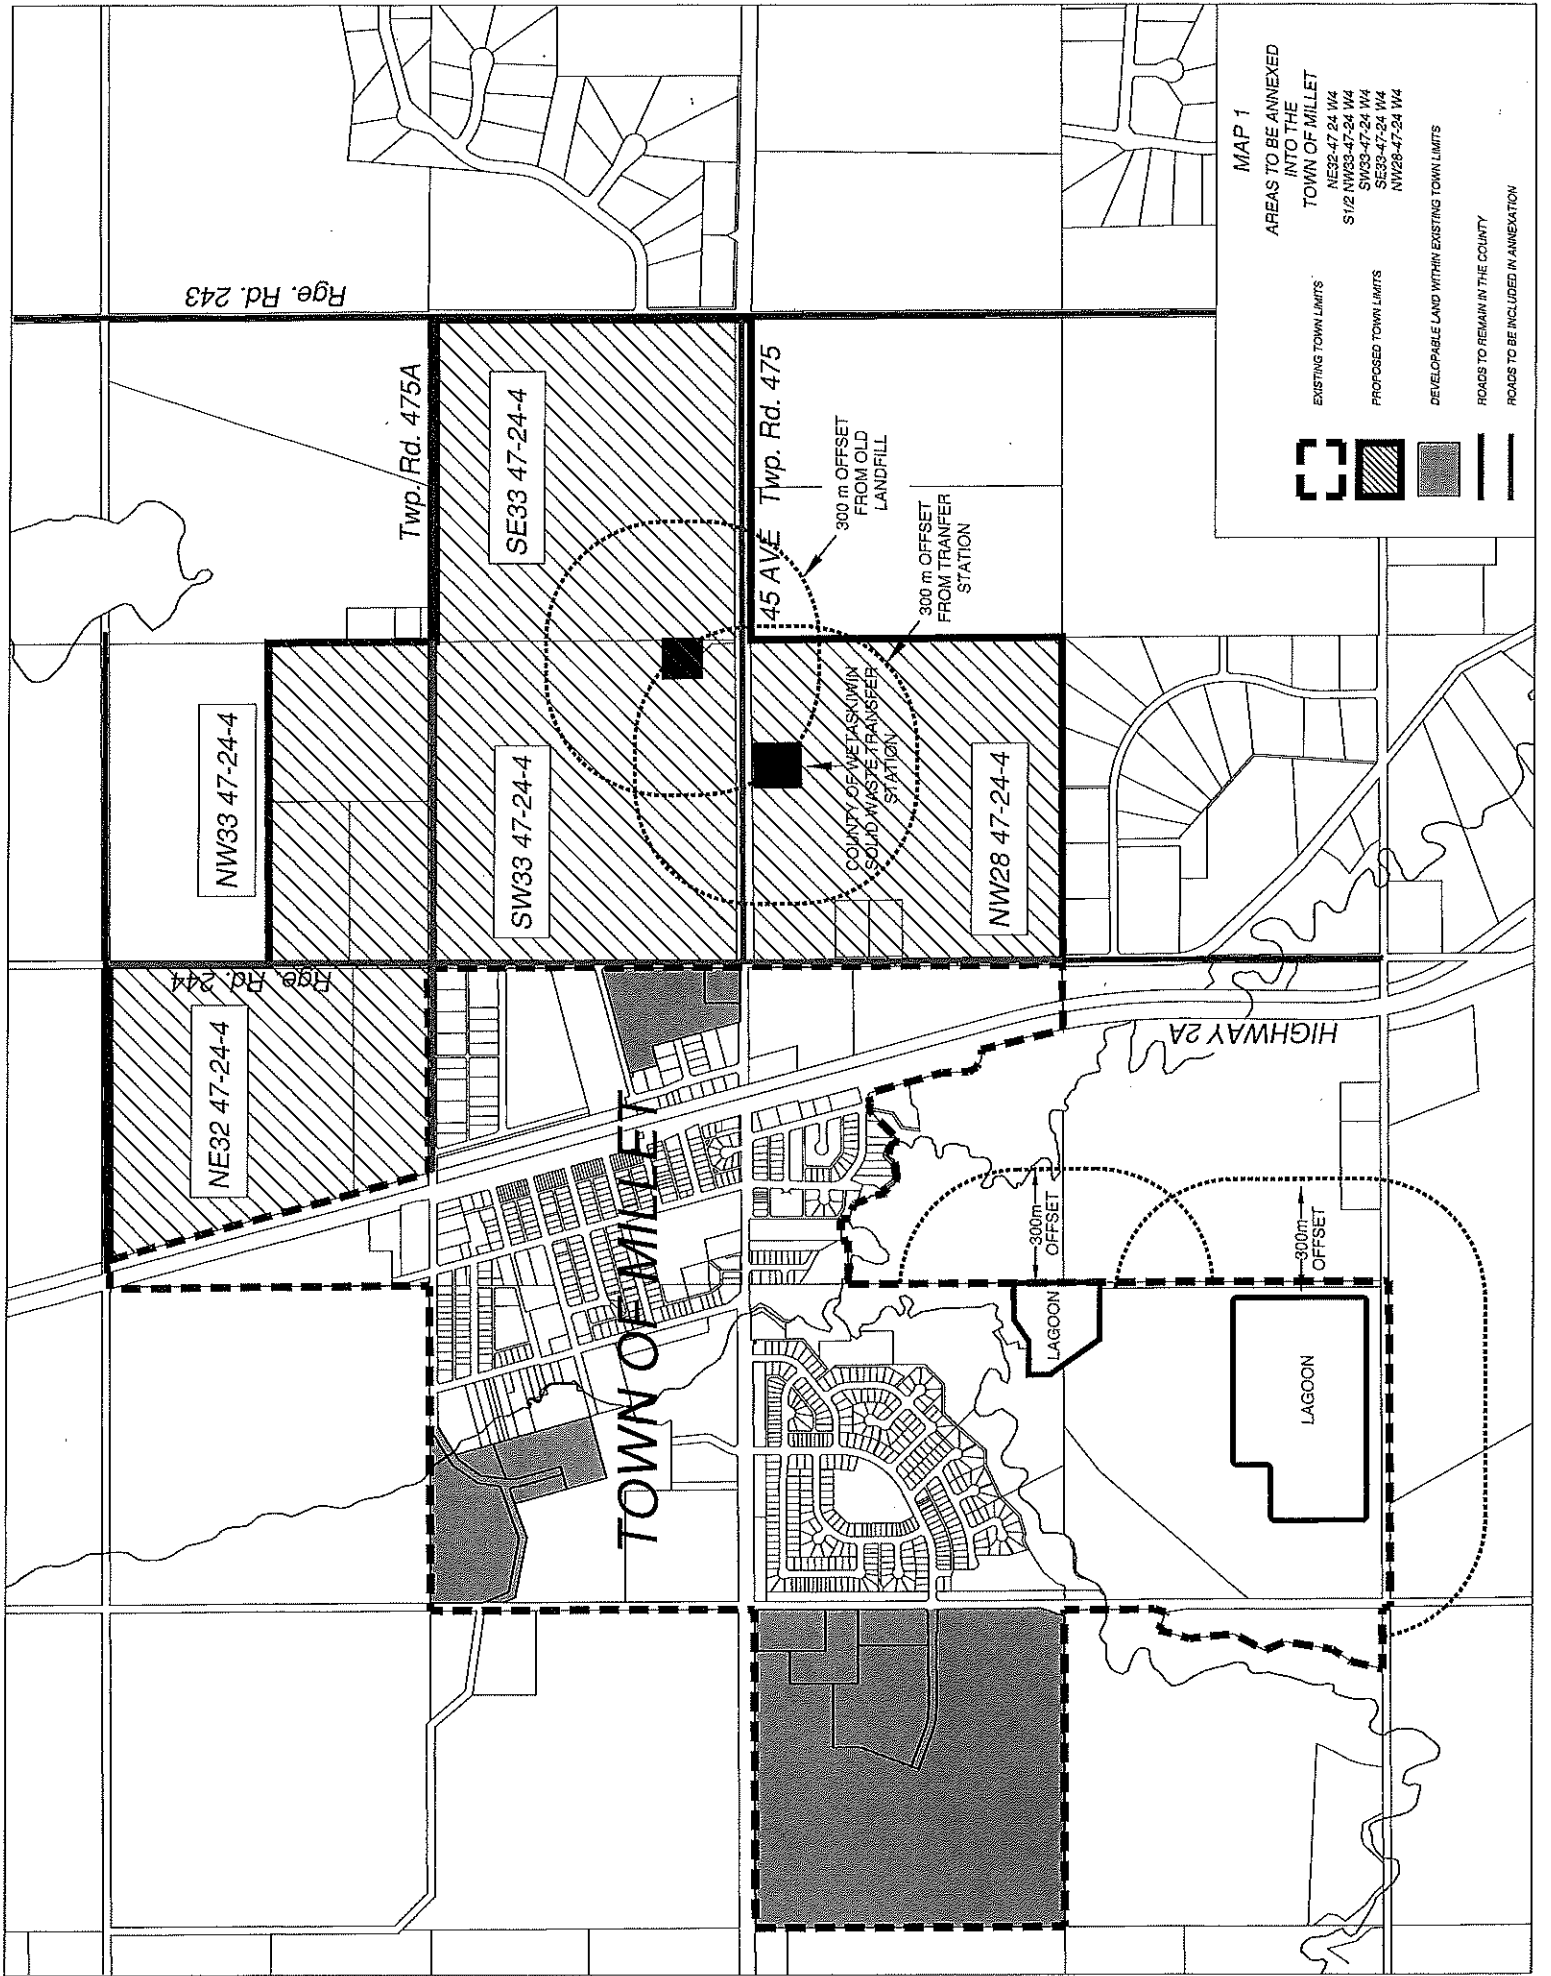 MAP 1
AREAS TO BE ANNEXED
INTO THE
TOWN OF MILLET
NE32-47 24 W4
S1/2 NW33-47-24 W4
SW33-47-24 W4
SE33-47-24 W4
NW28-47-24 W4
EXISTING TOWN LIMITS
PROPOSED TOWN LIMITS
DEVELOPABLE LAND WITHIN EXISTING TOWN LIMITS
ROADS TO REMAIN IN THE COUNTY
ROADS TO BE INCLUDED IN ANNEXATION
Rge. Rd. 243
Twp. Rd. 475A
SE33 47-24-4
45 AVE Twp. Rd. 475
300 m OFFSET
FROM OLD
LANDFILL
300 m OFFSET
FROM TRANFER
STATION
NW33 47-24-4
SW33 47-24-4
COUNTY OF WETASKIWIN
SOLID WASTE TRANSFER
STATION
NW28 47-24-4
Rge. Rd. 244
NE32 47-24-4
HIGHWAY 2A
TOWN OF MILLET
300m
OFFSET
300m
OFFSET
LAGOON
LAGOON